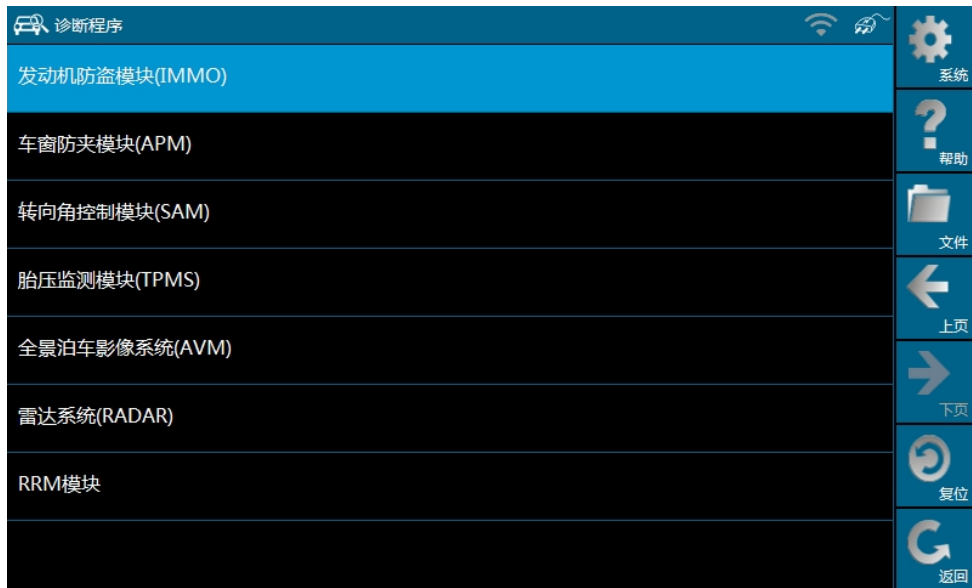 诊断程序
系统
发动机防盗模块(IMMO)
帮助
车窗防夹模块(APM)
转向角控制模块(SAM)
文件
胎压监测模块(TPMS)
上页
全景泊车影像系统(AVM)
雷达系统(RADAR)
下页
RRM模块
复位
返回